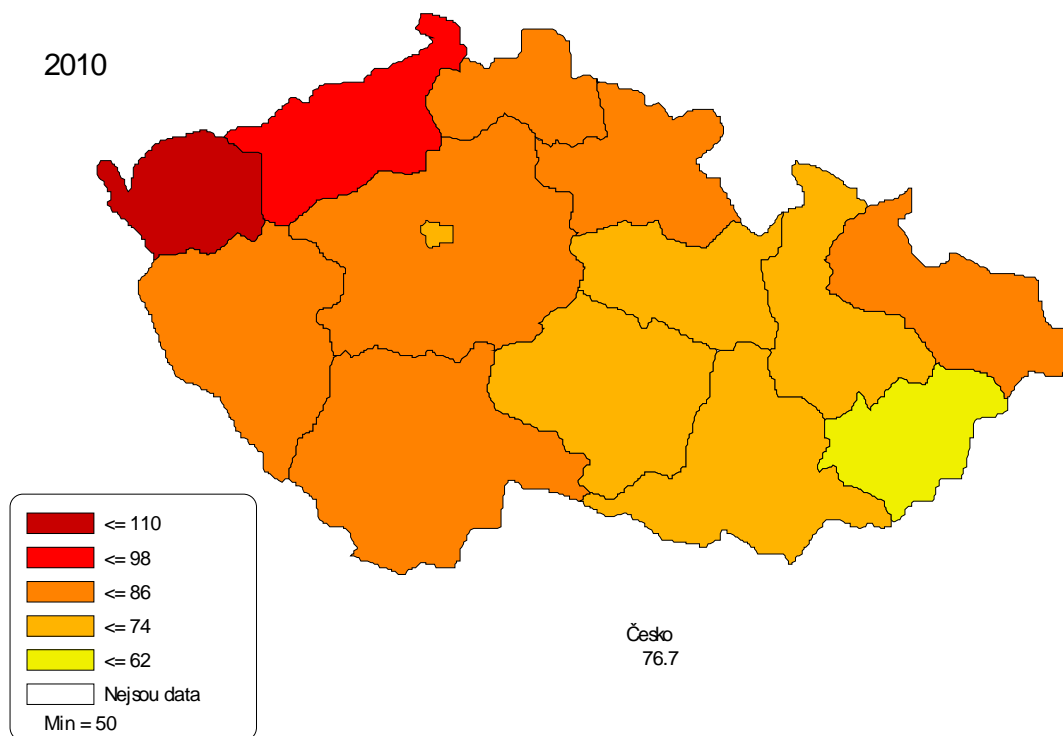 2010
<= 110
<= 98
<= 86
<= 74
<= 62
Nejsou data
Min = 50
Česko
76.7